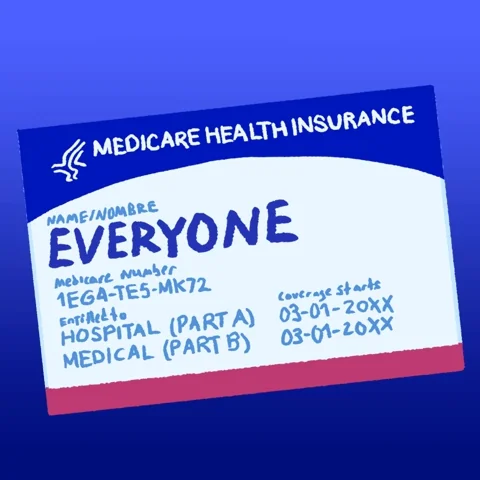 MEDICARE HEALTH INSURANCE
NAME/NOMBRE
EVERYONE
Medicare Number
1EGA-TE5-MK72
Entitled to
HOSPITAL (PART A)
MEDICAL (PART B)
Coverage starts
03-01-20XX
03-01-20XX